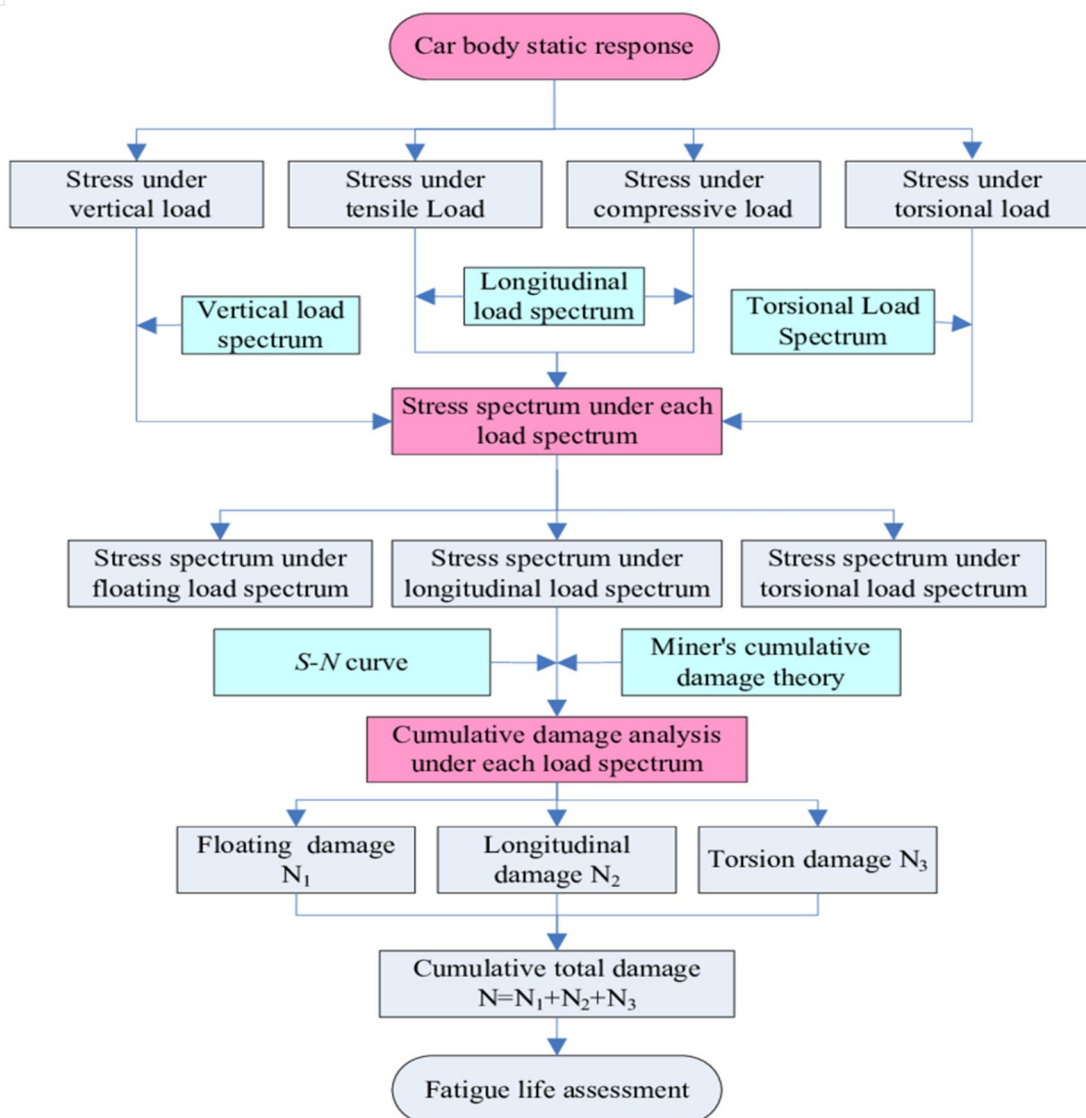 Car body static response
Stress under
vertical load
Stress under
tensile Load
Stress under
compressive load
Stress under
torsional load
Vertical load
spectrum
Longitudinal
load spectrum
Torsional Load
Spectrum
Stress spectrum under each
load spectrum
Stress spectrum under
floating load spectrum
Stress spectrum under
longitudinal load spectrum
Stress spectrum under
torsional load spectrum
S-N curve
Miner's cumulative
damage theory
Cumulative damage analysis
under each load spectrum
Floating damage
N₁
Longitudinal
damage N₂
Torsion damage N₃
Cumulative total damage
N=N₁+N₂+N₃
Fatigue life assessment